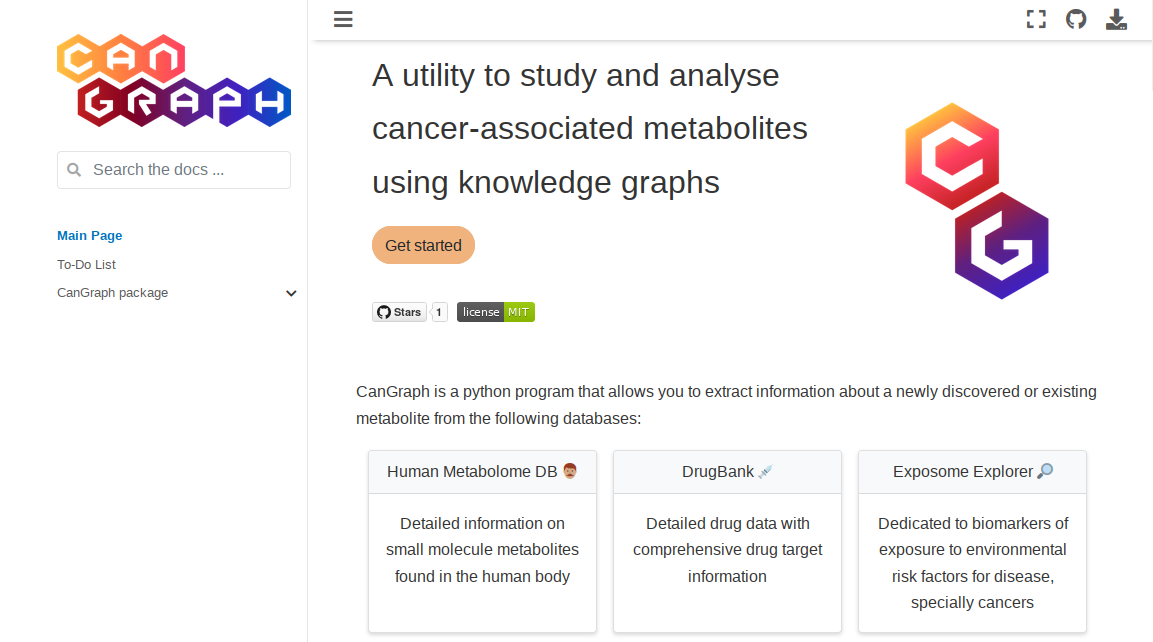 CAN
GRAPH
Search the docs ...
Main Page
To-Do List
CanGraph package
A utility to study and analyse
cancer-associated metabolites
using knowledge graphs
Get started
Stars 1 license MIT
C
G
CanGraph is a python program that allows you to extract information about a newly discovered or existing
metabolite from the following databases:
Human Metabolome DB
Detailed information on
small molecule metabolites
found in the human body
DrugBank
Detailed drug data with
comprehensive drug target
information
Exposome Explorer
Dedicated to biomarkers of
exposure to environmental
risk factors for disease,
specially cancers